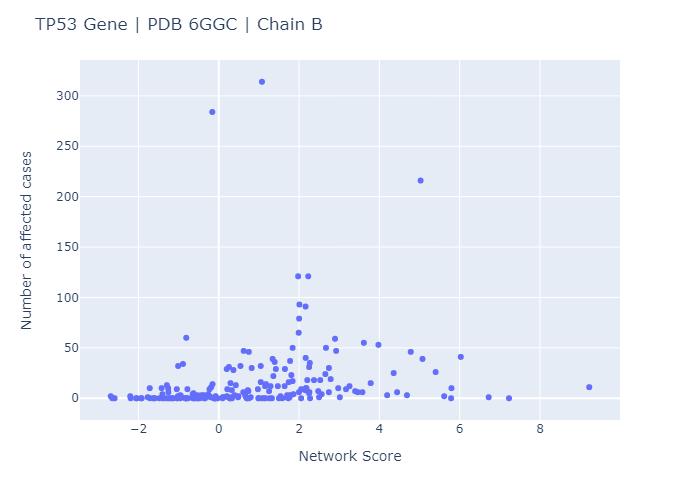 TP53 Gene | PDB 6GGC | Chain B
Number of affected cases
300
250
200
150
100
50
0
−2 0 2 4 6 8
Network Score